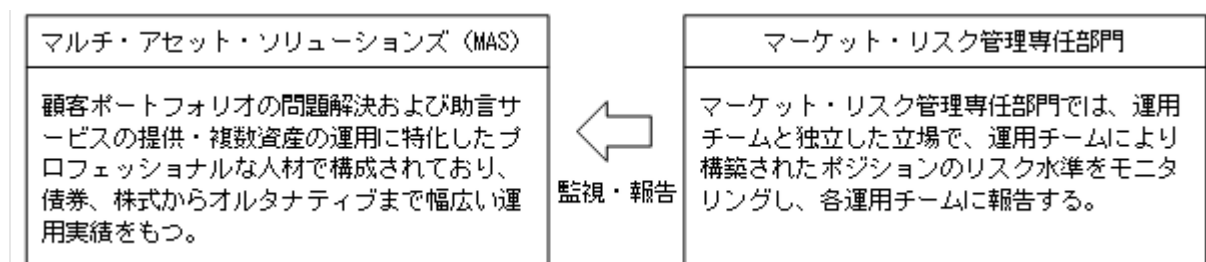 マルチ・アセット・ソリューションズ（MAS）
顧客ポートフォリオの問題解決および助言サ
ービスの提供・複数資産の運用に特化したプ
ロフェッショナルな人材で構成されており、
債券、株式からオルタナティブまで幅広い運
用実績をもつ。
監視・報告
マーケット・リスク管理専任部門
マーケット・リスク管理専任部門では、運用
チームと独立した立場で、運用チームにより
構築されたポジションのリスク水準をモニタ
リングし、各運用チームに報告する。